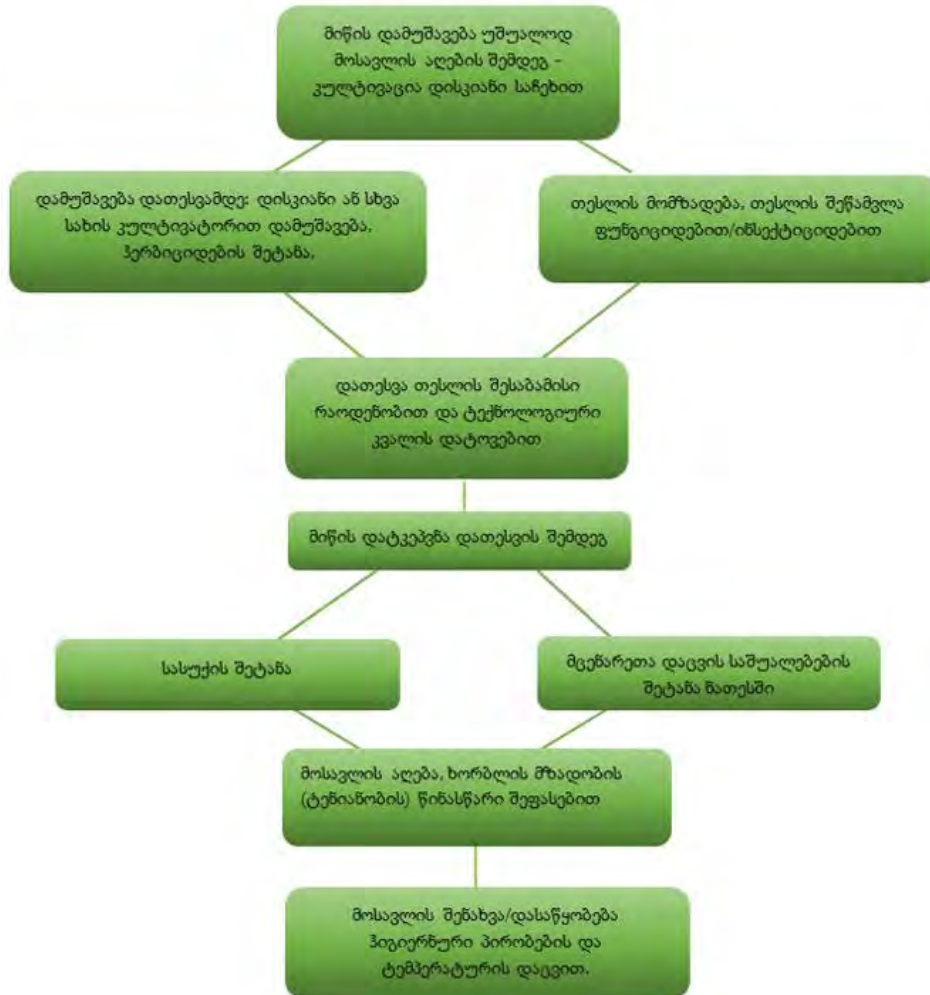 მიწის დამუშავება უშუალოდ
მოსავლის აღების შემდეგ –
კულტივაცია დისკიანი საჩეხით
დამუშავება დათესვამდე: დისკიანი ან სხვა
სახის კულტივატორით დამუშავება,
ჰერბიციდების შეტანა,
თესლის მომზადება, თესლის შეწამვლა
ფუნგიციდებით/ინსექტიციდებით
დათესვა თესლის შესაბამისი
რაოდენობით და ტექნოლოგიური
კვალის დატოვებით
მიწის დატკეპვნა დათესვის შემდეგ
სასუქის შეტანა
მცენარეთა დაცვის საშუალებების
შეტანა ნათესში
მოსავლის აღება, ხორბლის მზადობის
(ტენიანობის) წინასწარი შეფასებით
მოსავლის შენახვა/დასაწყობება
ჰიგიერნური პირობების და
ტემპერატურის დაცვით.